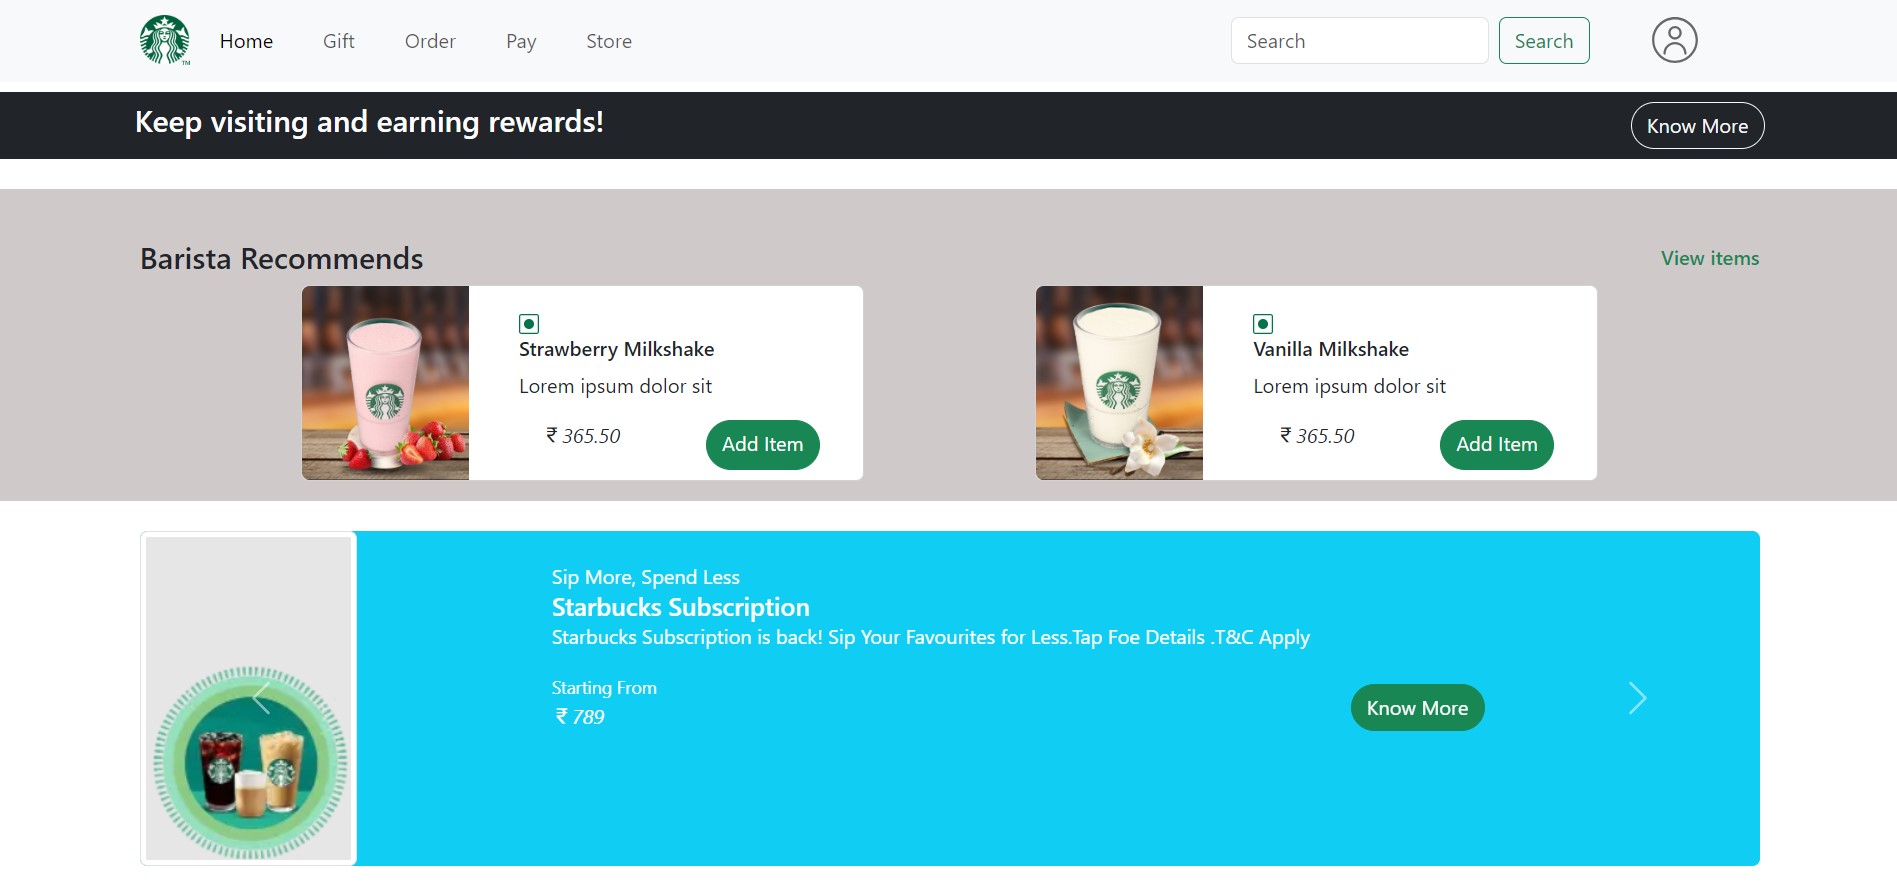 Home Gift Order Pay Store Search Search
TM
Keep visiting and earning rewards! Know More
Barista Recommends View items
Strawberry Milkshake
Lorem ipsum dolor sit
₹ 365.50 Add Item
Vanilla Milkshake
Lorem ipsum dolor sit
₹ 365.50 Add Item
Sip More, Spend Less
Starbucks Subscription
Starbucks Subscription is back! Sip Your Favourites for Less.Tap Foe Details .T&C Apply
Starting From
₹ 789
Know More